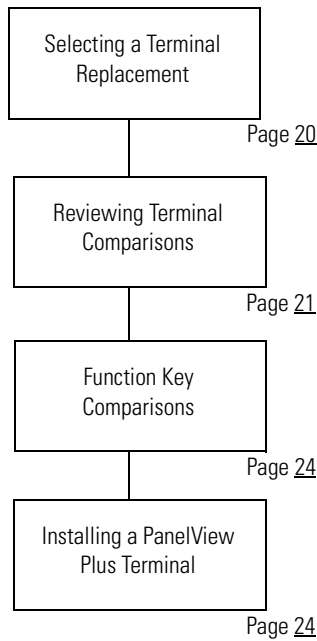 Selecting a Terminal
Replacement
Page 20
Reviewing Terminal
Comparisons
Page 21
Function Key
Comparisons
Page 24
Installing a PanelView
Plus Terminal
Page 24